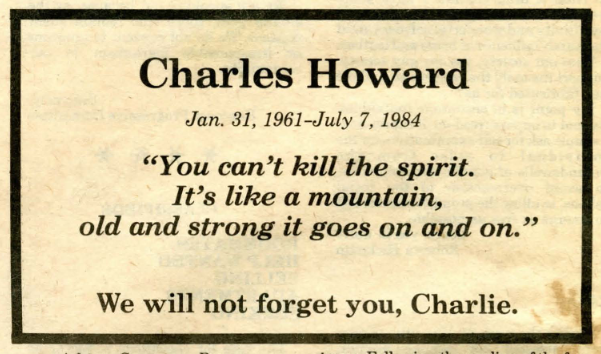 Charles Howard
Jan. 31, 1961–July 7, 1984
“You can’t kill the spirit.
It’s like a mountain,
old and strong it goes on and on.”
We will not forget you, Charlie.